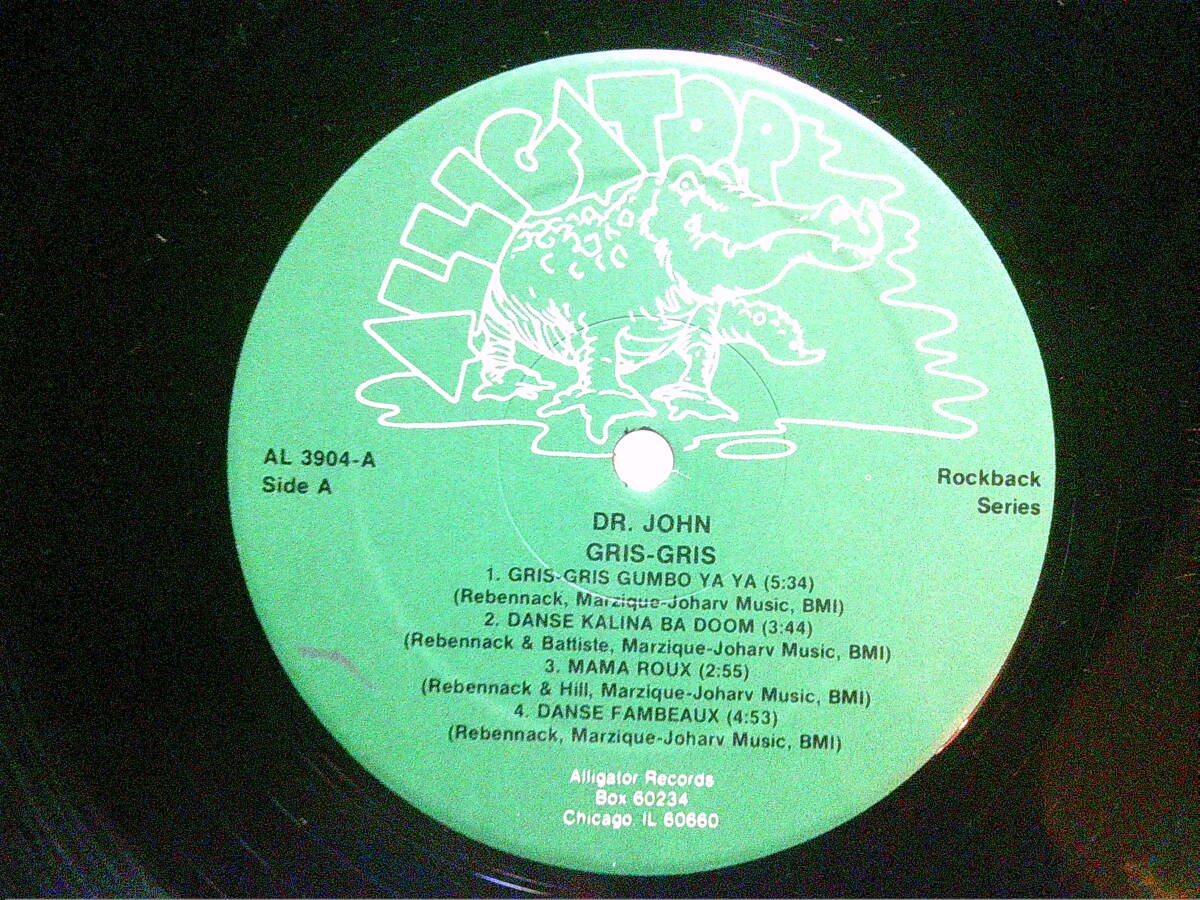 ALLIGATOR
AL 3904-A
Side A
Rockback
Series
DR. JOHN
GRIS-GRIS
1. GRIS-GRIS GUMBO YA YA (5:34)
(Rebennack, Marzique-Joharv Music, BMI)
2. DANSE KALINA BA DOOM (3:44)
(Rebennack & Battiste, Marzique-Joharv Music, BMI)
3. MAMA ROUX (2:55)
(Rebennack & Hill, Marzique-Joharv Music, BMI)
4. DANSE FAMBEAUX (4:53)
(Rebennack, Marzique-Joharv Music, BMI)
Alligator Records
Box 60234
Chicago, IL 60660